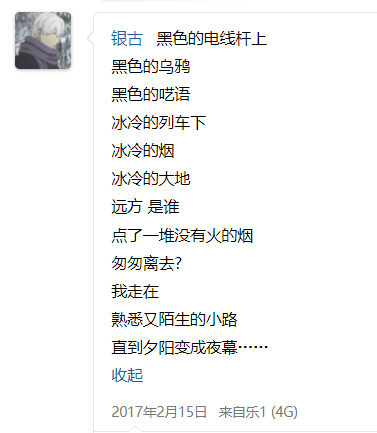 银古 黑色的电线杆上
黑色的乌鸦
黑色的呓语
冰冷的列车下
冰冷的烟
冰冷的大地
远方 是谁
点了一堆没有火的烟
匆匆离去?
我走在
熟悉又陌生的小路
直到夕阳变成夜幕……
收起
2017年2月15日 来自乐1 (4G)